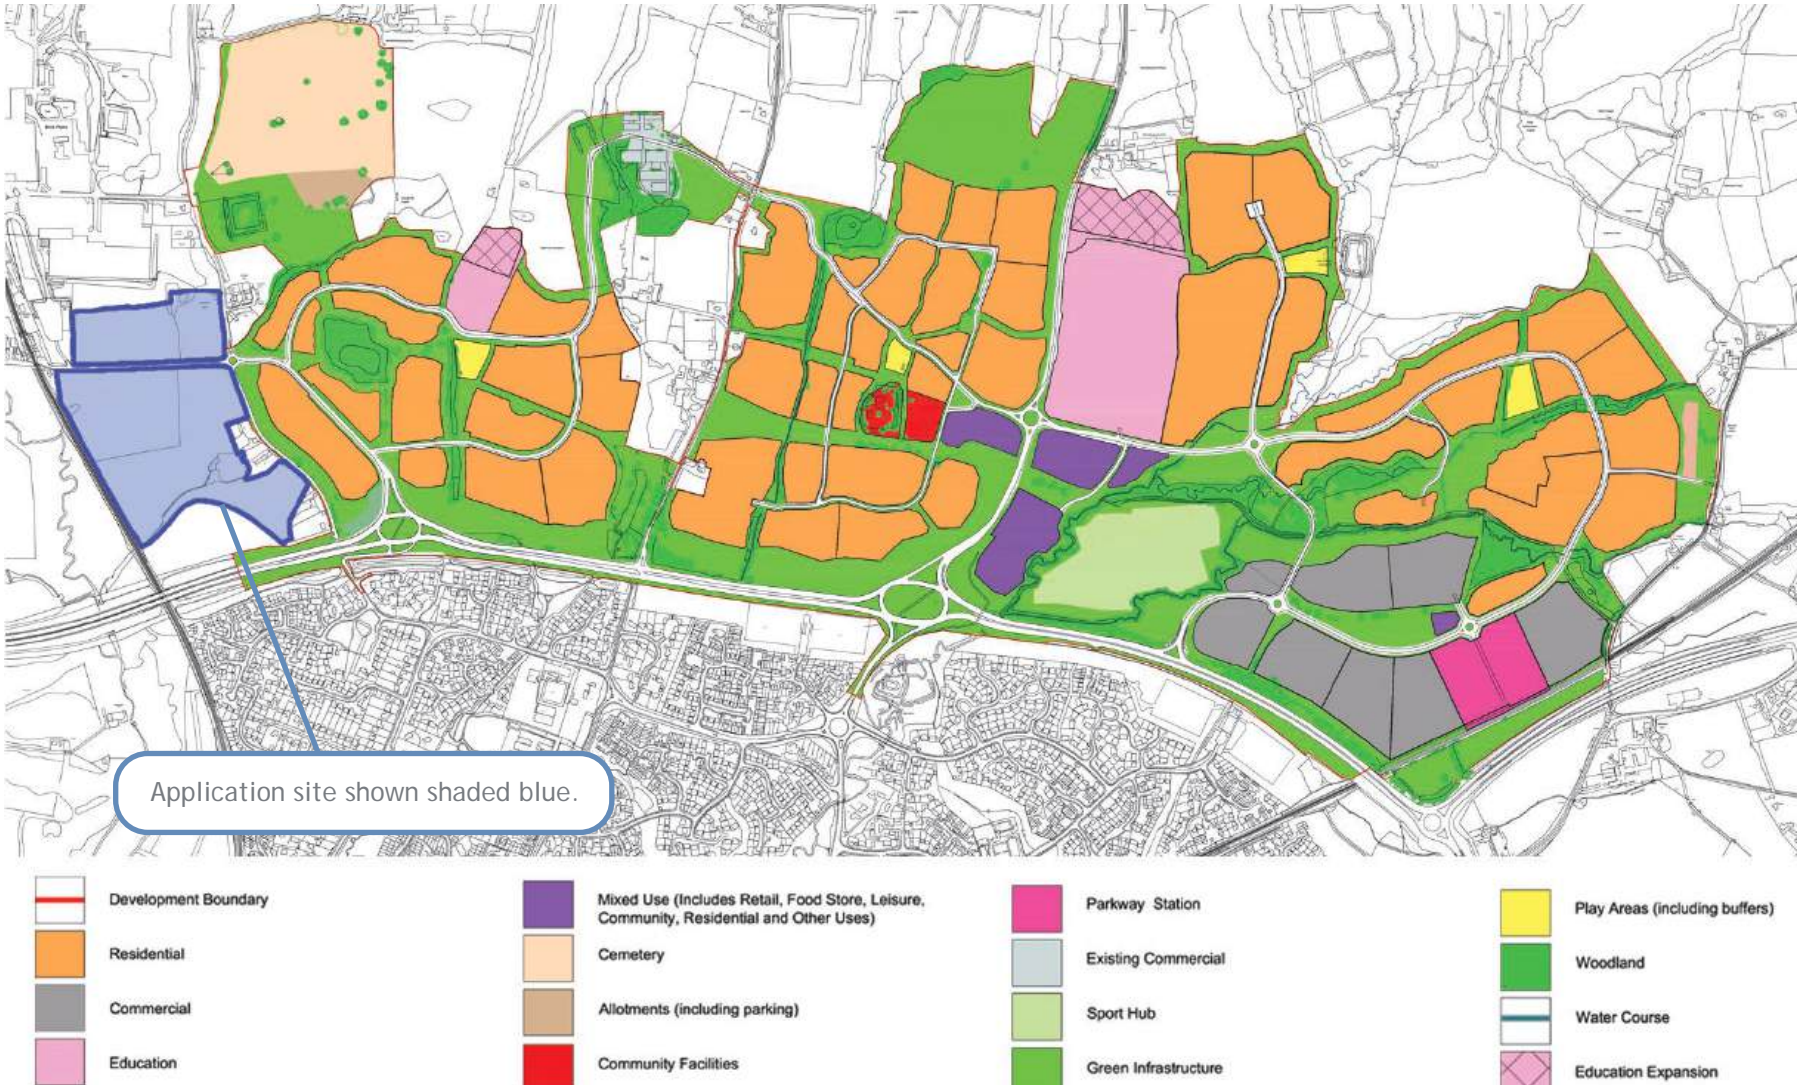 Application site shown shaded blue.
Development Boundary
Residential
Commercial
Education
Mixed Use (Includes Retail, Food Store, Leisure,
Community, Residential and Other Uses)
Cemetery
Allotments (including parking)
Community Facilities
Parkway Station
Existing Commercial
Sport Hub
Green Infrastructure
Play Areas (including buffers)
Woodland
Water Course
Education Expansion